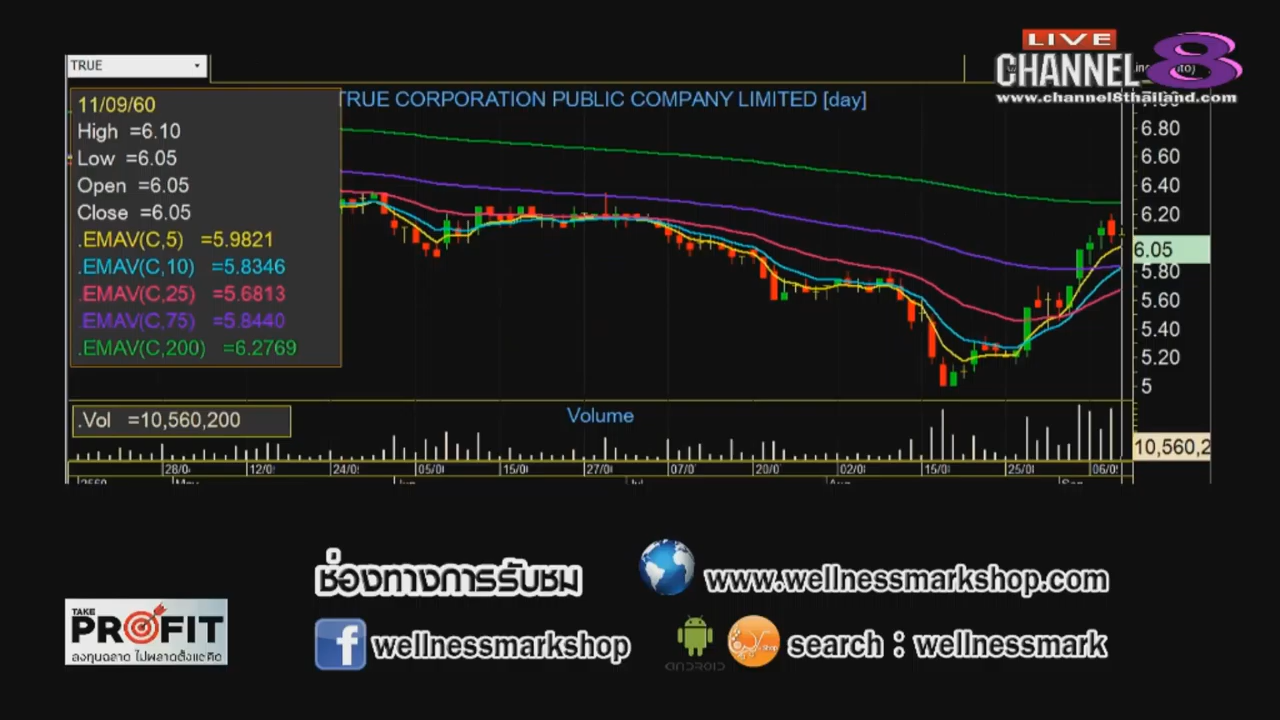 TRUE
LIVE
CHANNEL 8
www.channel8thailand.com
TRUE CORPORATION PUBLIC COMPANY LIMITED [day]
11/09/60
High =6.10
Low =6.05
Open =6.05
Close =6.05
.EMAV(C,5) =5.9821
.EMAV(C,10) =5.8346
.EMAV(C,25) =5.6813
.EMAV(C,75) =5.8440
.EMAV(C,200) =6.2769
6.80
6.60
6.40
6.20
6.05
5.80
5.60
5.40
5.20
5
.Vol =10,560,200
Volume
10,560,2
28/0 12/0 24/0 05/0 15/0 27/0 07/0 20/0 02/0 15/0 25/0 06/0
ช่องทางการรับชม
www.wellnessmarkshop.com
TAKE
PROFIT
ลงทุนฉลาด ไม่พลาดตั้งแต่คิด
wellnessmarkshop
ANDROID
search : wellnessmark